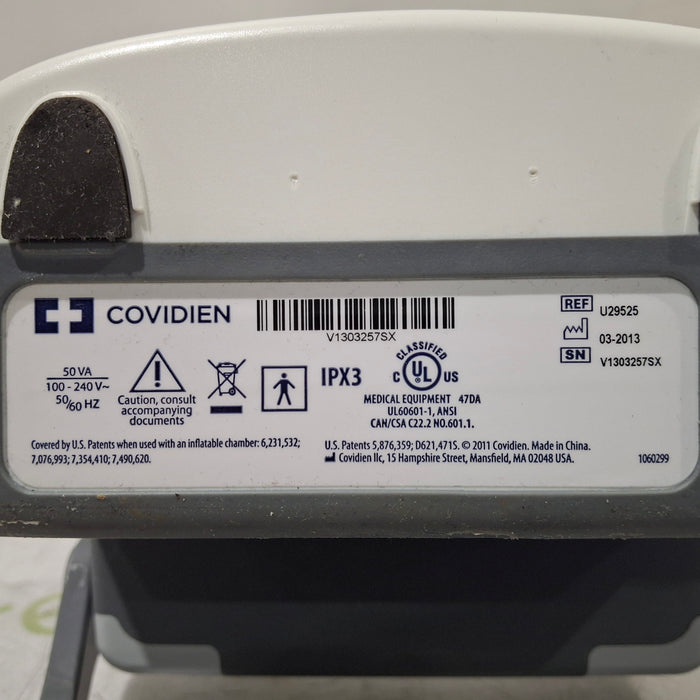 COVIDIEN
V1303257SX
REF U29525
03-2013
SN V1303257SX
50 VA
100 - 240 V~
50/60 HZ
Caution, consult
accompanying
documents
IPX3
CLASSIFIED
C UL US
MEDICAL EQUIPMENT 47DA
UL60601-1, ANSI
CAN/CSA C22.2 NO.601.1.
Covered by U.S. Patents when used with an inflatable chamber: 6,231,532;
7,076,993; 7,354,410; 7,490,620.
U.S. Patents 5,876,359; D621,471S. © 2011 Covidien. Made in China.
Covidien llc, 15 Hampshire Street, Mansfield, MA 02048 USA.
1060299